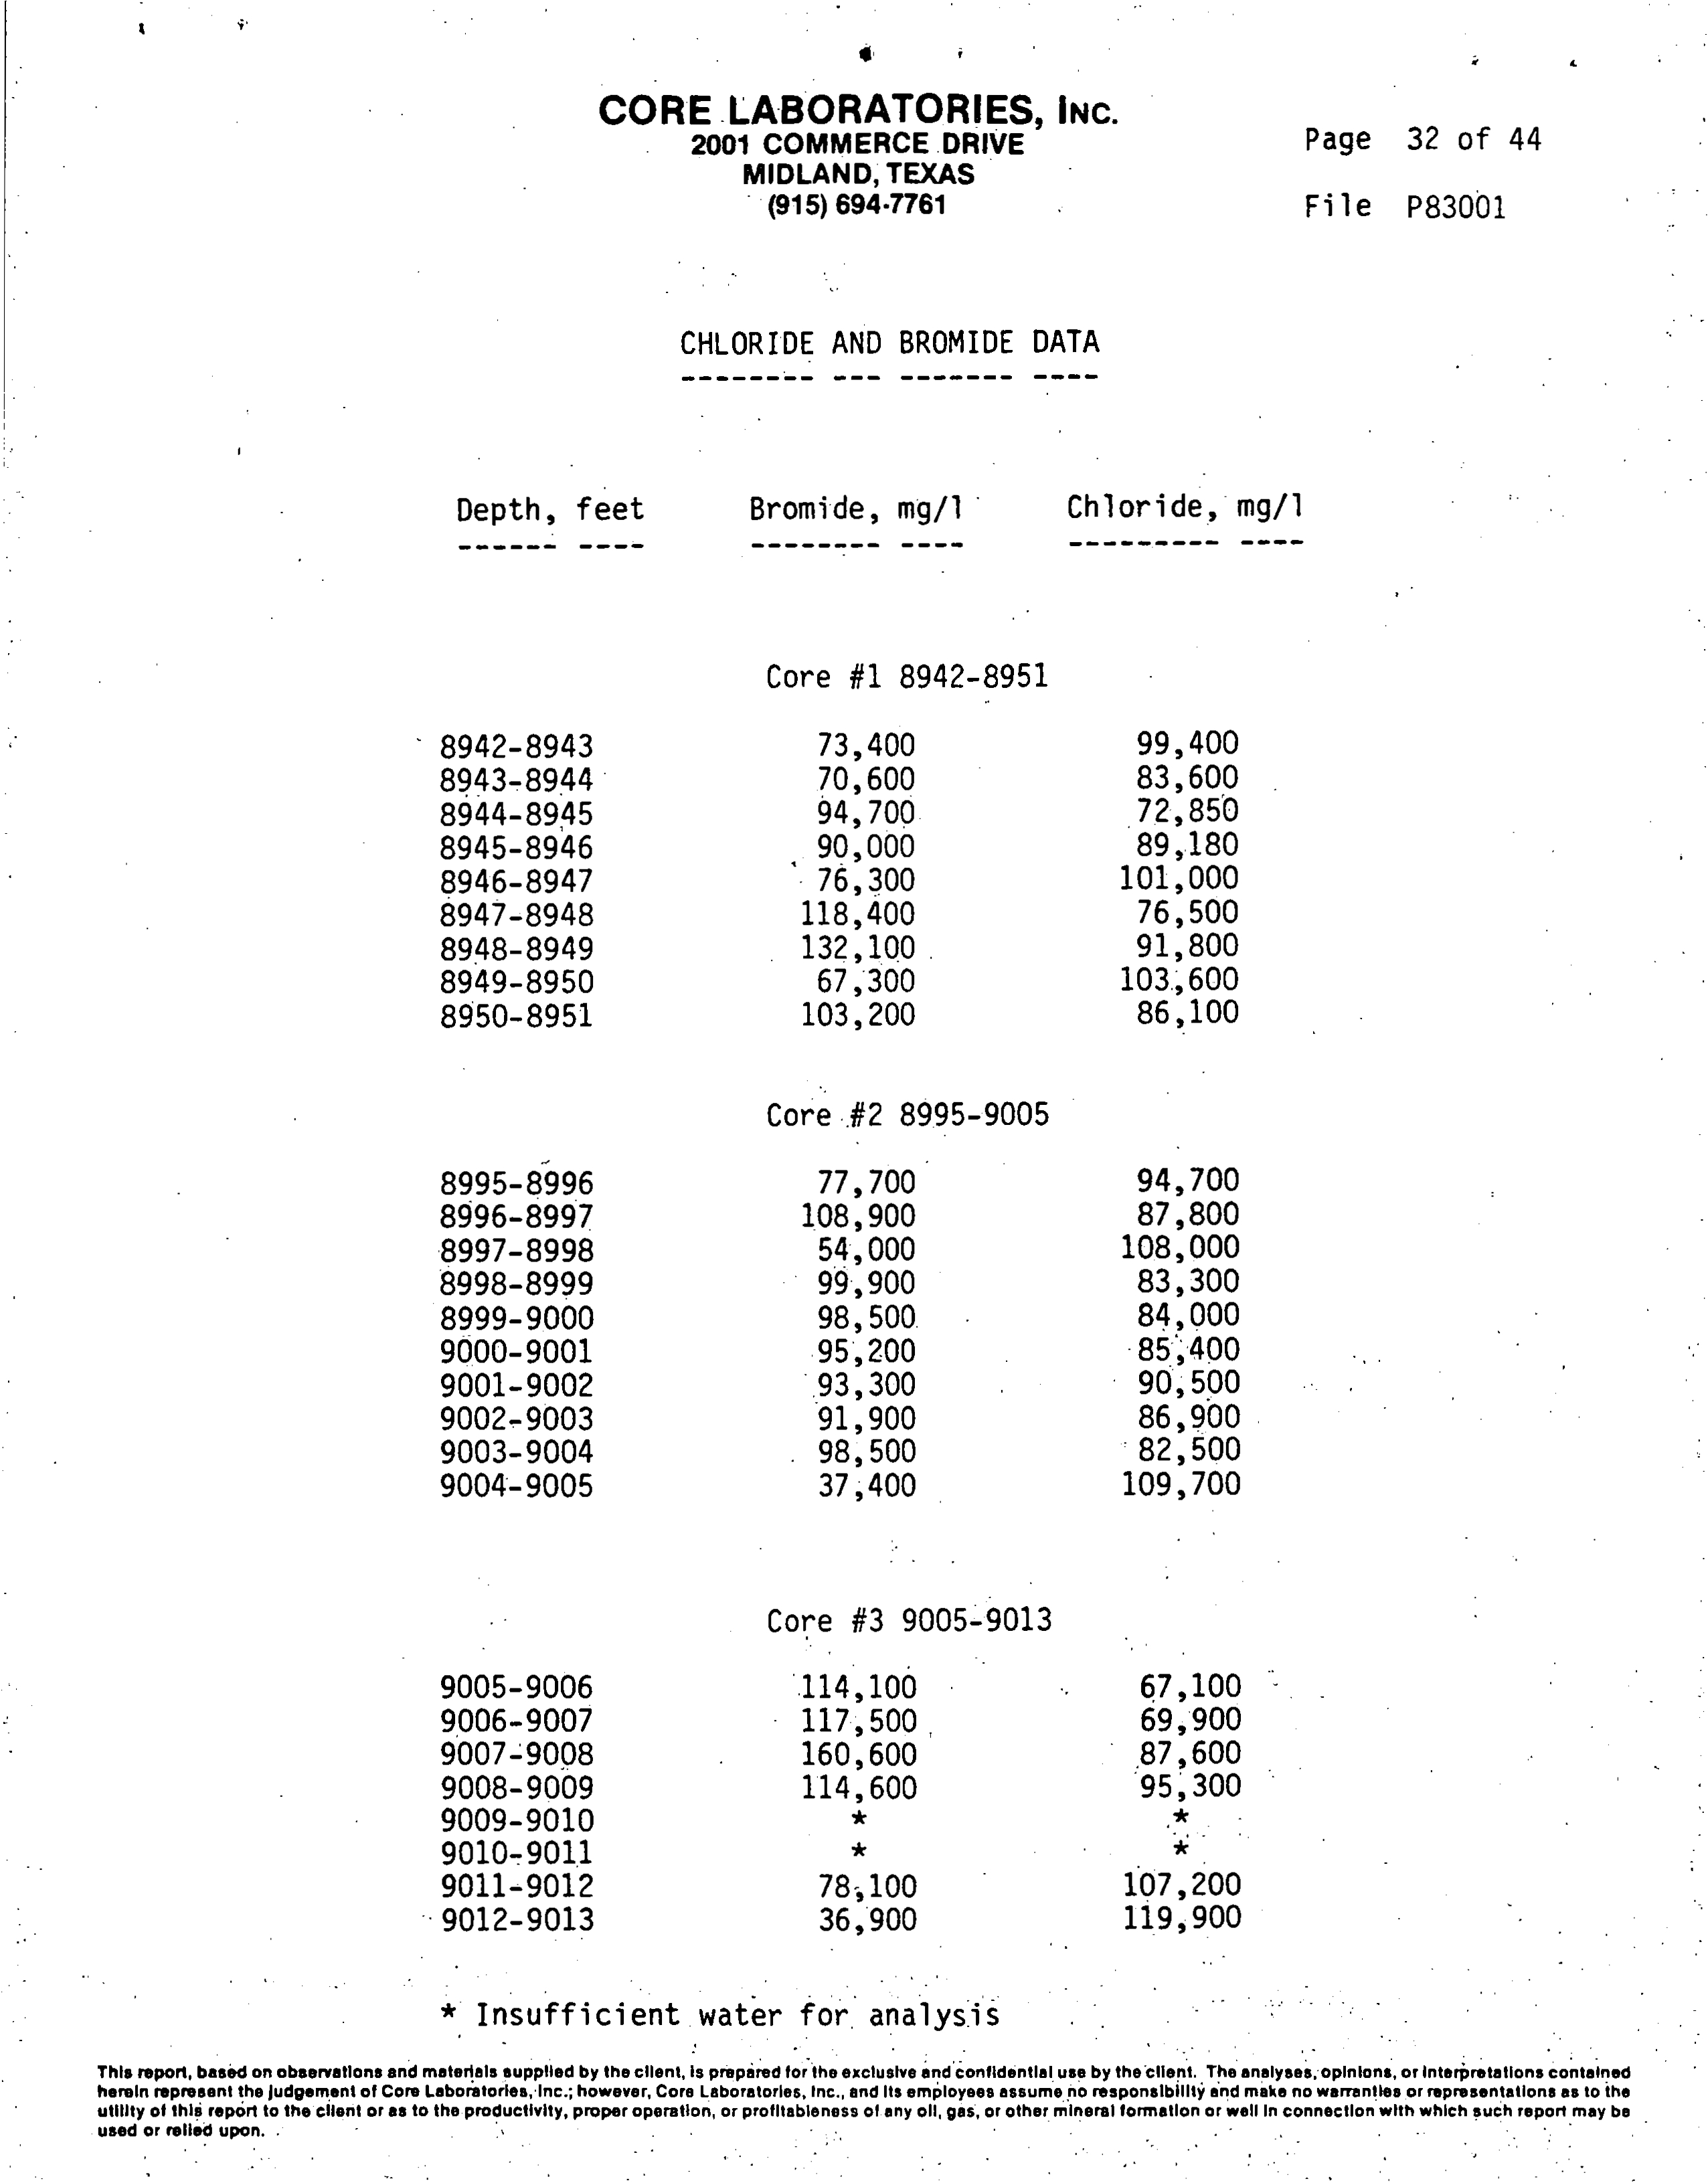 CORE LABORATORIES, INC.
2001 COMMERCE DRIVE
MIDLAND, TEXAS
(915) 694-7761
Page 32 of 44
File P83001
CHLORIDE AND BROMIDE DATA
-------- --- ------- ----
Depth, feet Bromide, mg/l Chloride, mg/l
------ ---- -------- ---- --------- ----
Core #1 8942-8951
8942-8943 73,400 99,400
8943-8944 70,600 83,600
8944-8945 94,700 72,850
8945-8946 90,000 89,180
8946-8947 76,300 101,000
8947-8948 118,400 76,500
8948-8949 132,100 91,800
8949-8950 67,300 103,600
8950-8951 103,200 86,100
Core #2 8995-9005
8995-8996 77,700 94,700
8996-8997 108,900 87,800
8997-8998 54,000 108,000
8998-8999 99,900 83,300
8999-9000 98,500 84,000
9000-9001 95,200 85,400
9001-9002 93,300 90,500
9002-9003 91,900 86,900
9003-9004 98,500 82,500
9004-9005 37,400 109,700
Core #3 9005-9013
9005-9006 114,100 67,100
9006-9007 117,500 69,900
9007-9008 160,600 87,600
9008-9009 114,600 95,300
9009-9010 * *
9010-9011 * *
9011-9012 78,100 107,200
9012-9013 36,900 119,900
* Insufficient water for analysis
This report, based on observations and materials supplied by the client, is prepared for the exclusive and confidential use by the client. The analyses, opinions, or interpretations contained
herein represent the judgement of Core Laboratories, Inc.; however, Core Laboratories, Inc., and its employees assume no responsibility and make no warranties or representations as to the
utility of this report to the client or as to the productivity, proper operation, or profitableness of any oil, gas, or other mineral formation or well in connection with which such report may be
used or relied upon.